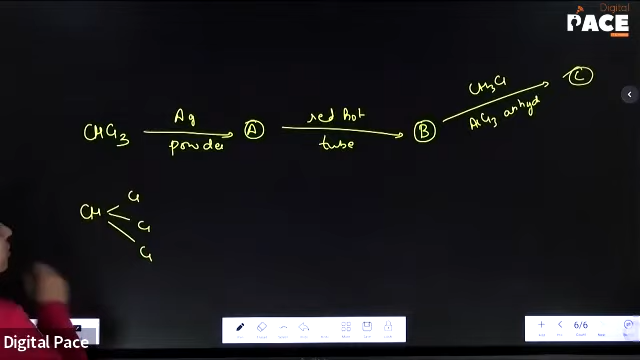 Digital
PACE
CHCl3 Ag powder A red hot tube B CH3Cl AlCl3 anhyd C
CH Cl
Cl
Cl
6/6
Digital Pace